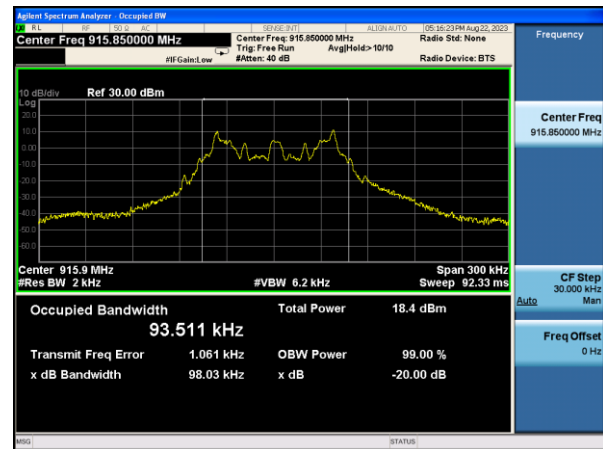 Agilent Spectrum Analyzer - Occupied BW
RL RF 50 Ω AC SENSE:INT ALIGN AUTO 05:16:23 PM Aug 22, 2023
Center Freq 915.850000 MHz
Center Freq: 915.850000 MHz
Radio Std: None
Trig: Free Run Avg|Hold:> 10/10
#IFGain:Low #Atten: 40 dB Radio Device: BTS
10 dB/div Ref 30.00 dBm
Log
20.0
10.0
0.00
-10.0
-20.0
-30.0
-40.0
-50.0
-60.0
Center 915.9 MHz Span 300 kHz
#Res BW 2 kHz #VBW 6.2 kHz Sweep 92.33 ms
Occupied Bandwidth Total Power 18.4 dBm
93.511 kHz
Transmit Freq Error 1.061 kHz OBW Power 99.00 %
x dB Bandwidth 98.03 kHz x dB -20.00 dB
MSG STATUS
Frequency
Center Freq
915.850000 MHz
CF Step
30.000 kHz
Auto Man
Freq Offset
0 Hz